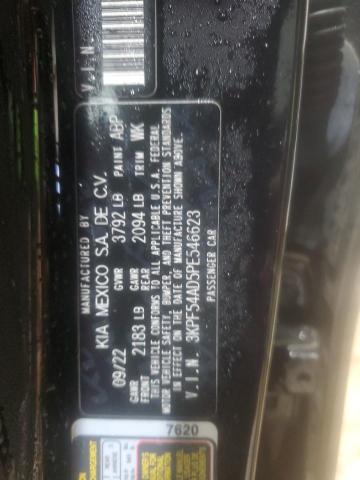 MANUFACTURED BY
KIA MEXICO S.A. DE C.V.
09/22 GVWR 3792 LB PAINT ABP
GAWR FRONT 2183 LB GAWR REAR 2094 LB TRIM WK
THIS VEHICLE CONFORMS TO ALL APPLICABLE U.S.A. FEDERAL
MOTOR VEHICLE SAFETY, BUMPER, AND THEFT PREVENTION STANDARDS
IN EFFECT ON THE DATE OF MANUFACTURE SHOWN ABOVE.
V.I.N. 3KPF54AD5PE546623
PASSENGER CAR
V.I.N.
7620